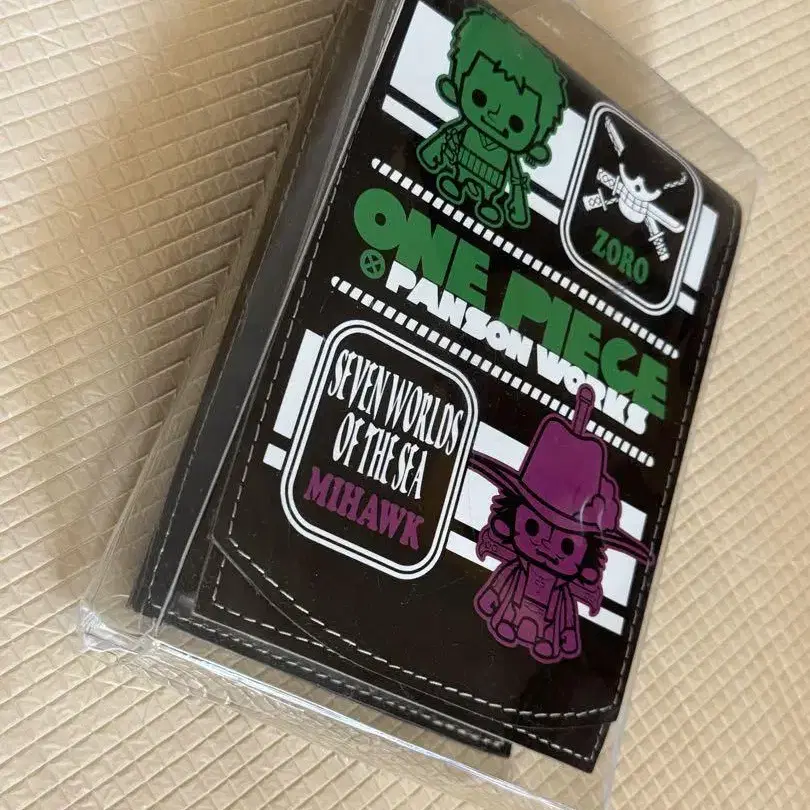 ZORO
ONE PIECE
PANSON WORKS
SEVEN WORLDS
OF THE SEA
MIHAWK